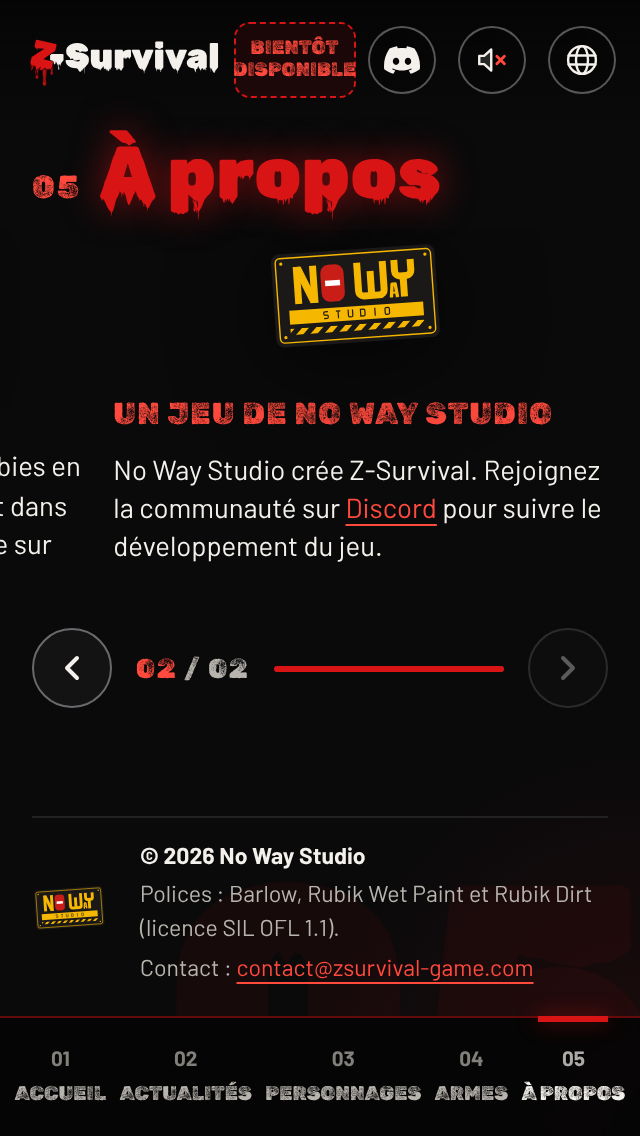 Z-Survival
BIENTÔT
DISPONIBLE
05 À propos
NO WAY
STUDIO
UN JEU DE NO WAY STUDIO
bies en
t dans
e sur
No Way Studio crée Z-Survival. Rejoignez
la communauté sur Discord pour suivre le
développement du jeu.
02 / 02
NO WAY
STUDIO
© 2026 No Way Studio
Polices : Barlow, Rubik Wet Paint et Rubik Dirt
(licence SIL OFL 1.1).
Contact : contact@zsurvival-game.com
01 02 03 04 05
ACCUEIL ACTUALITÉS PERSONNAGES ARMES À PROPOS